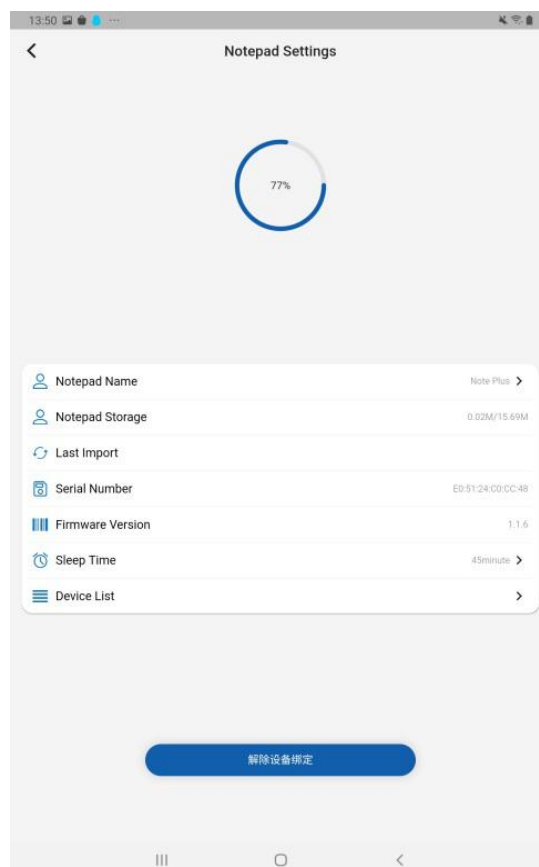 13:50
Notepad Settings
77%
Notepad Name Note Plus
Notepad Storage 0.02M/15.69M
Last Import
Serial Number E0:51:24:C0:CC:48
Firmware Version 1.1.6
Sleep Time 45minute
Device List
解除设备绑定